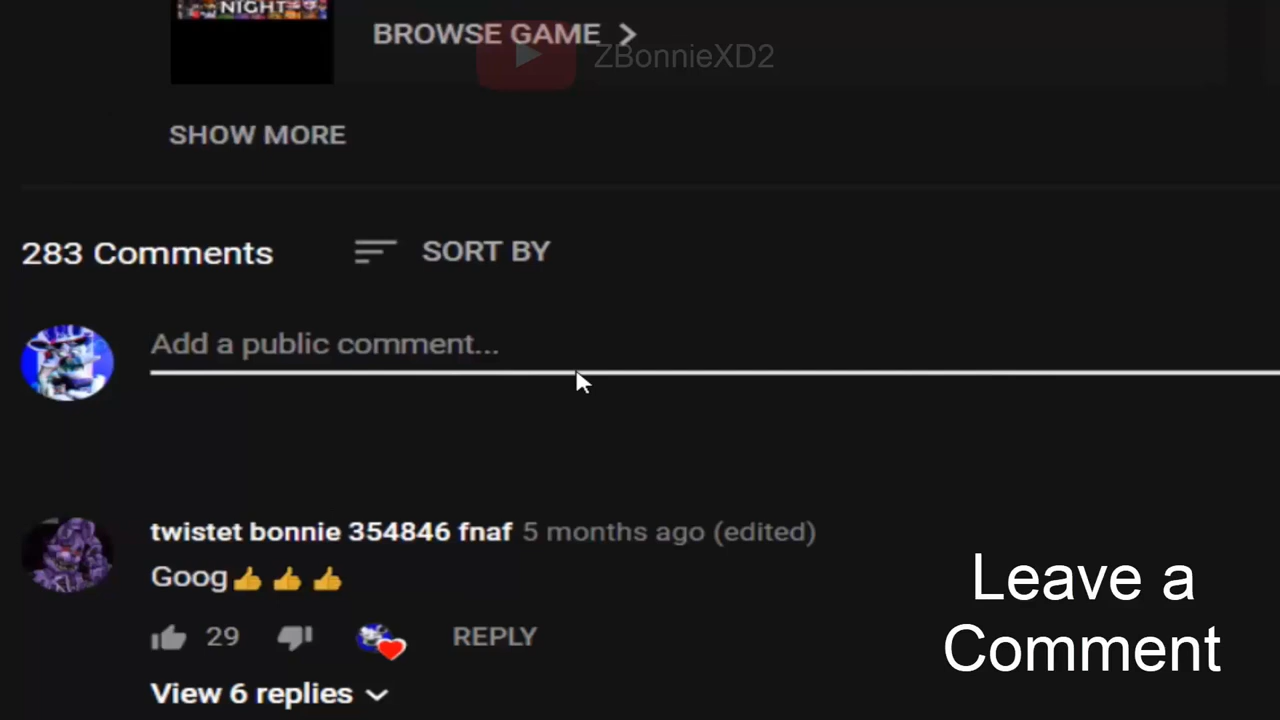 NIGHT
BROWSE GAME
ZBonnieXD2
SHOW MORE
283 Comments
SORT BY
Add a public comment...
twistet bonnie 354846 fnaf 5 months ago (edited)
Goog👍👍👍
29
REPLY
View 6 replies
Leave a
Comment